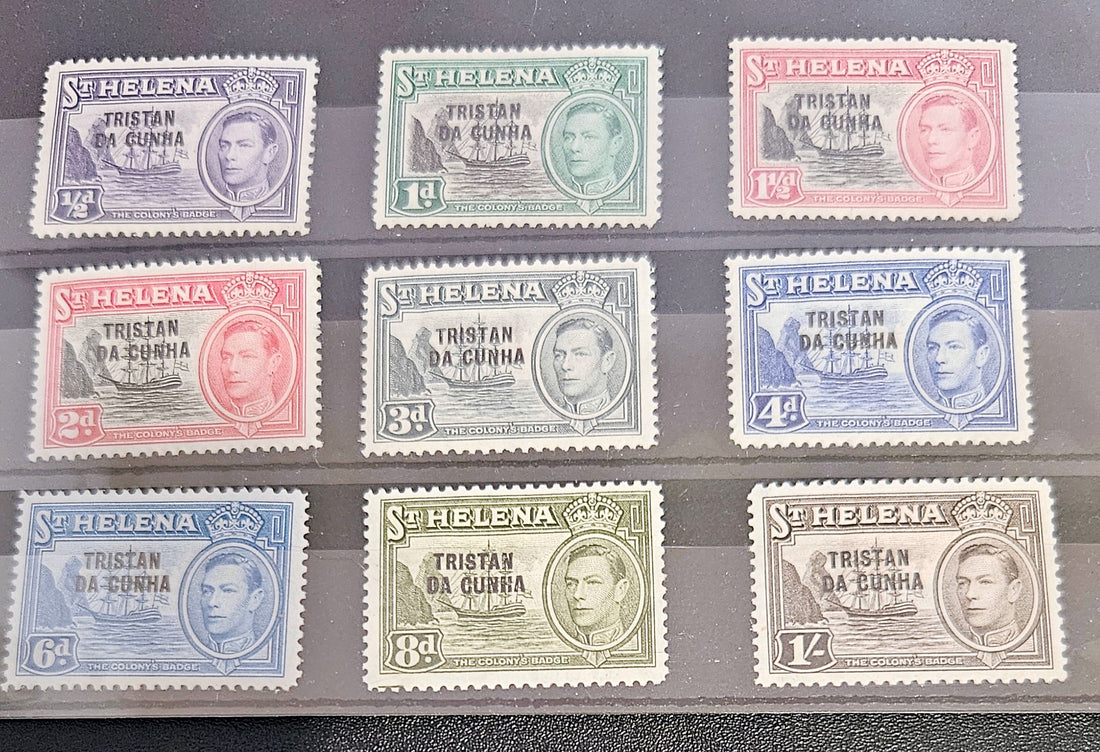 ST HELENA
TRISTAN
DA CUNHA
½d
THE COLONY'S BADGE
ST HELENA
TRISTAN
DA CUNHA
1d
THE COLONY'S BADGE
ST HELENA
TRISTAN
DA CUNHA
1½d
THE COLONY'S BADGE
ST HELENA
TRISTAN
DA CUNHA
2d.
THE COLONY'S BADGE
ST HELENA
TRISTAN
DA CUNHA
3d
THE COLONY'S BADGE
ST HELENA
TRISTAN
DA CUNHA
4d.
THE COLONY'S BADGE
ST HELENA
TRISTAN
DA CUNHA
6d.
THE COLONY'S BADGE
ST HELENA
TRISTAN
DA CUNHA
8d.
THE COLONY'S BADGE
ST HELENA
TRISTAN
DA CUNHA
1/-
THE COLONY'S BADGE